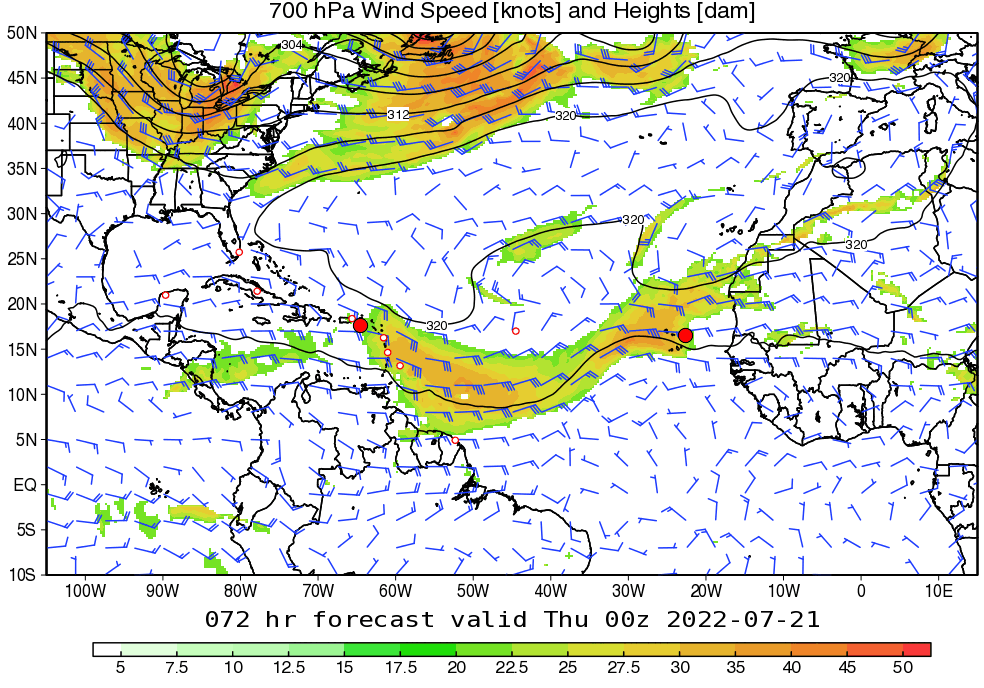 700 hPa Wind Speed [knots] and Heights [dam]
50N
304
45N
320
312
320
40N
35N
30N
320
320
25N
20N
320
15N
10N
5N
EQ
5S
10S
100W 90W 80W 70W 60W 50W 40W 30W 20W 10W 0 10E
072 hr forecast valid Thu 00z 2022-07-21
5 7.5 10 12.5 15 17.5 20 22.5 25 27.5 30 35 40 45 50